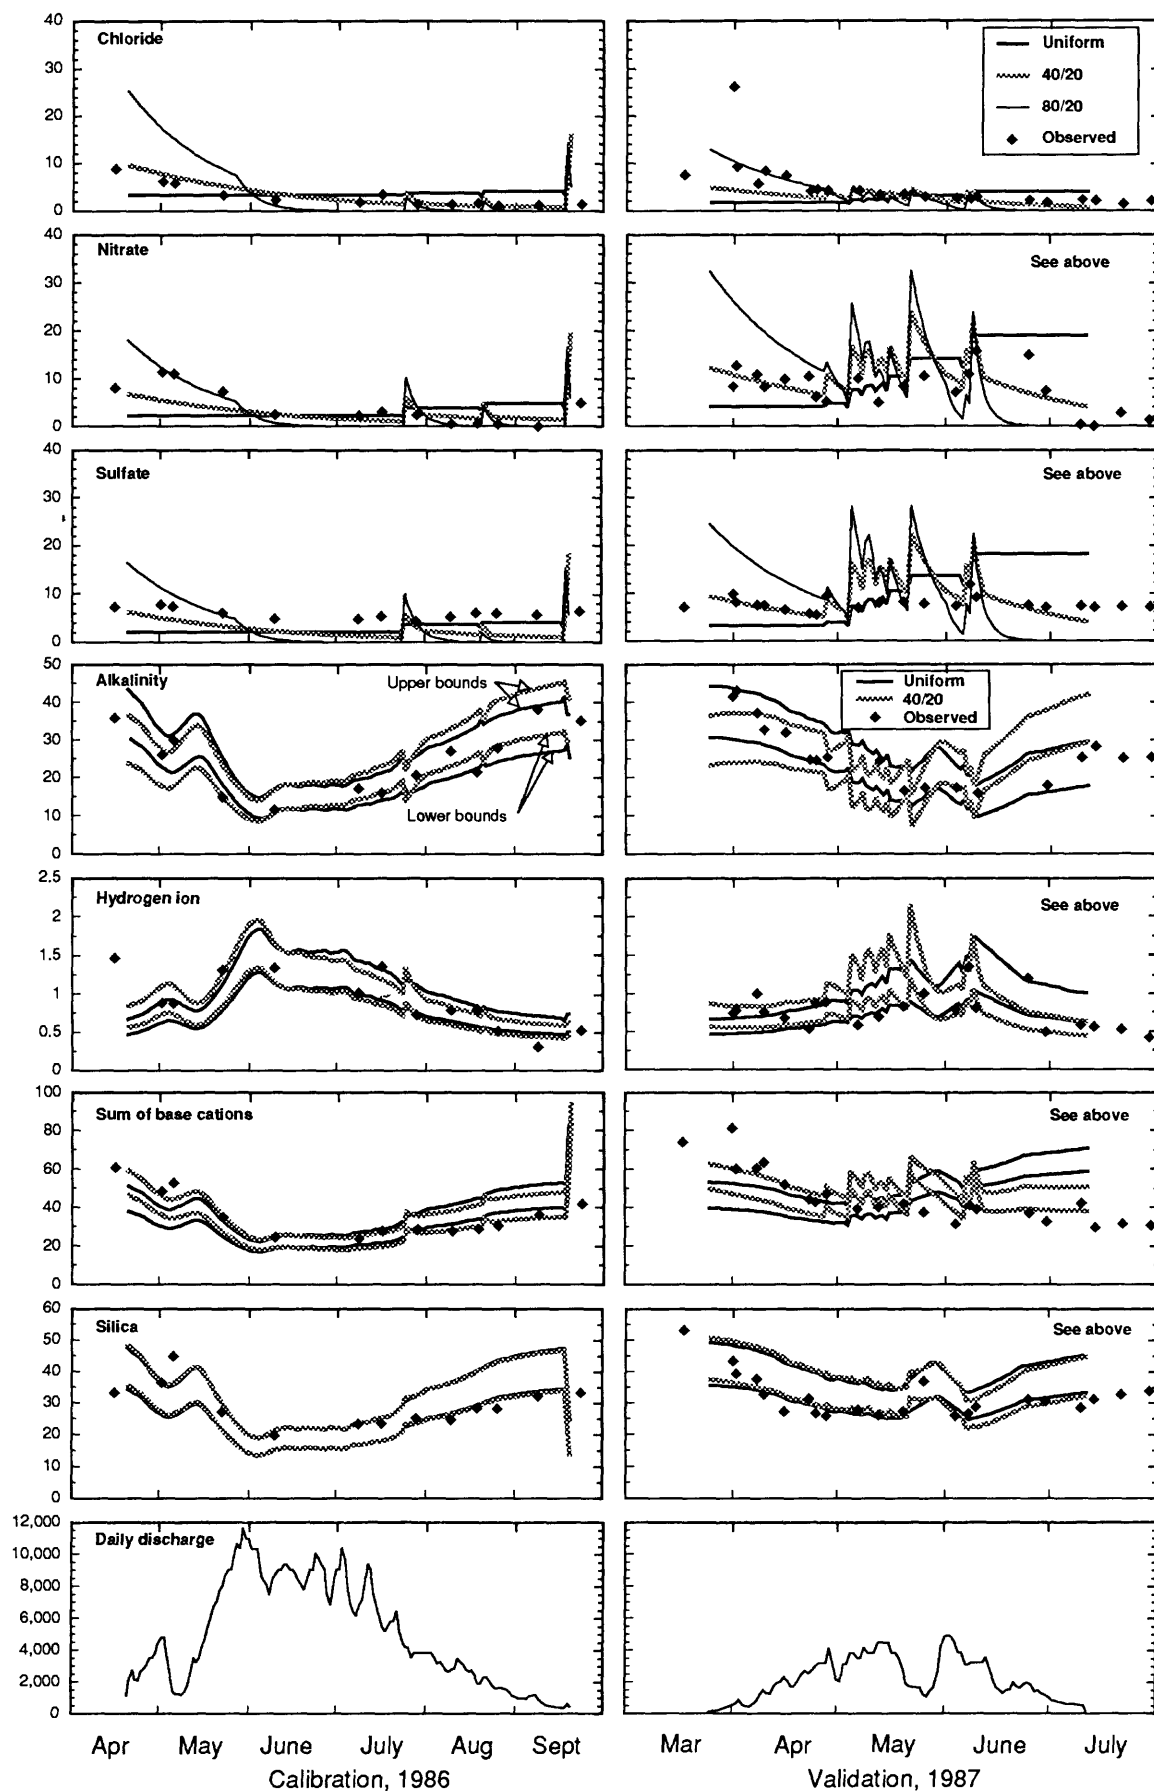 40
30
20
10
0
Chloride
Uniform
40/20
80/20
Observed
40
30
20
10
0
Nitrate
See above
40
30
20
10
0
Sulfate
See above
50
40
30
20
10
0
Alkalinity
Upper bounds
Lower bounds
Uniform
40/20
Observed
2.5
2
1.5
1
0.5
0
Hydrogen ion
See above
100
80
60
40
20
0
Sum of base cations
See above
60
50
40
30
20
10
0
Silica
See above
12,000
10,000
8,000
6,000
4,000
2,000
0
Daily discharge
Apr May June July Aug Sept
Calibration, 1986
Mar Apr May June July
Validation, 1987